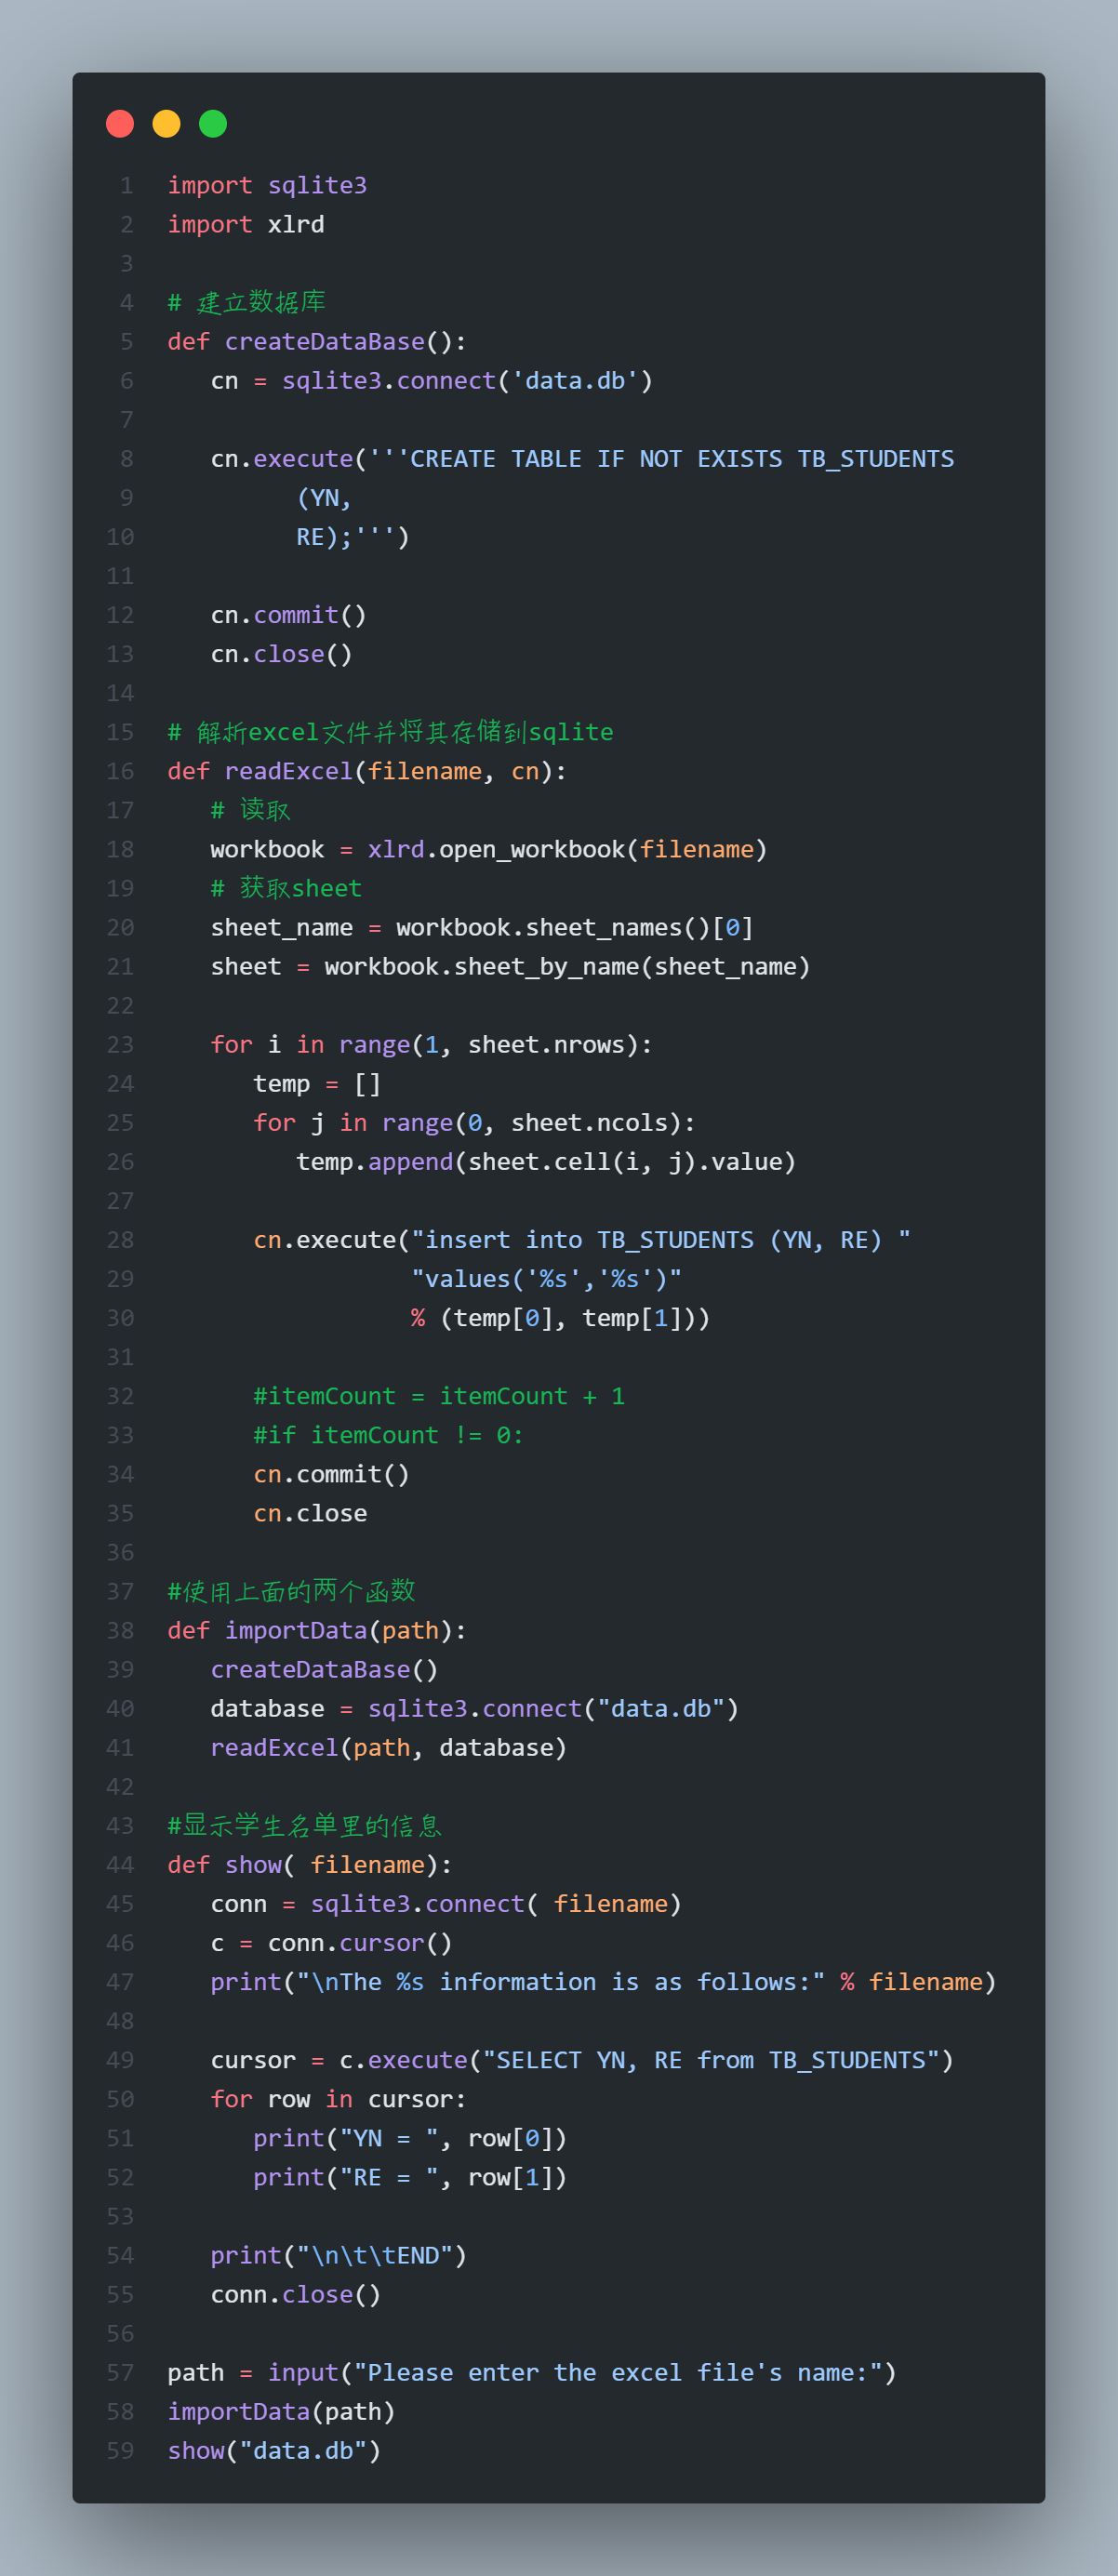 1 import sqlite3
2 import xlrd
3
4 # 建立数据库
5 def createDataBase():
6    cn = sqlite3.connect('data.db')
7
8    cn.execute('''CREATE TABLE IF NOT EXISTS TB_STUDENTS
9          (YN,
10          RE);''')
11
12    cn.commit()
13    cn.close()
14
15 # 解析excel文件并将其存储到sqlite
16 def readExcel(filename, cn):
17    # 读取
18    workbook = xlrd.open_workbook(filename)
19    # 获取sheet
20    sheet_name = workbook.sheet_names()[0]
21    sheet = workbook.sheet_by_name(sheet_name)
22
23    for i in range(1, sheet.nrows):
24       temp = []
25       for j in range(0, sheet.ncols):
26          temp.append(sheet.cell(i, j).value)
27
28       cn.execute("insert into TB_STUDENTS (YN, RE) "
29                  "values('%s','%s')"
30                  % (temp[0], temp[1]))
31
32       #itemCount = itemCount + 1
33       #if itemCount != 0:
34       cn.commit()
35       cn.close
36
37 #使用上面的两个函数
38 def importData(path):
39    createDataBase()
40    database = sqlite3.connect("data.db")
41    readExcel(path, database)
42
43 #显示学生名单里的信息
44 def show( filename):
45    conn = sqlite3.connect( filename)
46    c = conn.cursor()
47    print("\nThe %s information is as follows:" % filename)
48
49    cursor = c.execute("SELECT YN, RE from TB_STUDENTS")
50    for row in cursor:
51       print("YN = ", row[0])
52       print("RE = ", row[1])
53
54    print("\n\t\tEND")
55    conn.close()
56
57 path = input("Please enter the excel file's name:")
58 importData(path)
59 show("data.db")